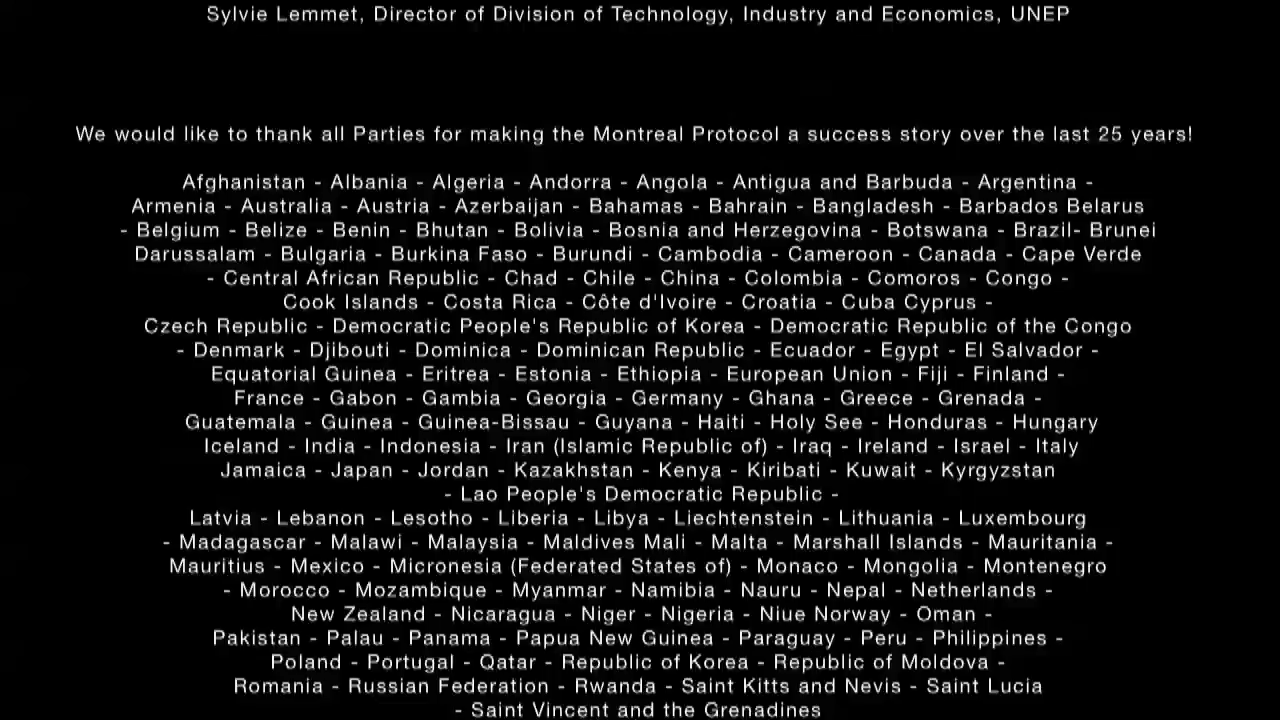 Sylvie Lemmet, Director of Division of Technology, Industry and Economics, UNEP
We would like to thank all Parties for making the Montreal Protocol a success story over the last 25 years!
Afghanistan - Albania - Algeria - Andorra - Angola - Antigua and Barbuda - Argentina -
Armenia - Australia - Austria - Azerbaijan - Bahamas - Bahrain - Bangladesh - Barbados Belarus
- Belgium - Belize - Benin - Bhutan - Bolivia - Bosnia and Herzegovina - Botswana - Brazil- Brunei
Darussalam - Bulgaria - Burkina Faso - Burundi - Cambodia - Cameroon - Canada - Cape Verde
- Central African Republic - Chad - Chile - China - Colombia - Comoros - Congo -
Cook Islands - Costa Rica - Côte d'Ivoire - Croatia - Cuba Cyprus -
Czech Republic - Democratic People's Republic of Korea - Democratic Republic of the Congo
- Denmark - Djibouti - Dominica - Dominican Republic - Ecuador - Egypt - El Salvador -
Equatorial Guinea - Eritrea - Estonia - Ethiopia - European Union - Fiji - Finland -
France - Gabon - Gambia - Georgia - Germany - Ghana - Greece - Grenada -
Guatemala - Guinea - Guinea-Bissau - Guyana - Haiti - Holy See - Honduras - Hungary
Iceland - India - Indonesia - Iran (Islamic Republic of) - Iraq - Ireland - Israel - Italy
Jamaica - Japan - Jordan - Kazakhstan - Kenya - Kiribati - Kuwait - Kyrgyzstan
- Lao People's Democratic Republic -
Latvia - Lebanon - Lesotho - Liberia - Libya - Liechtenstein - Lithuania - Luxembourg
- Madagascar - Malawi - Malaysia - Maldives Mali - Malta - Marshall Islands - Mauritania -
Mauritius - Mexico - Micronesia (Federated States of) - Monaco - Mongolia - Montenegro
- Morocco - Mozambique - Myanmar - Namibia - Nauru - Nepal - Netherlands -
New Zealand - Nicaragua - Niger - Nigeria - Niue Norway - Oman -
Pakistan - Palau - Panama - Papua New Guinea - Paraguay - Peru - Philippines -
Poland - Portugal - Qatar - Republic of Korea - Republic of Moldova -
Romania - Russian Federation - Rwanda - Saint Kitts and Nevis - Saint Lucia
- Saint Vincent and the Grenadines